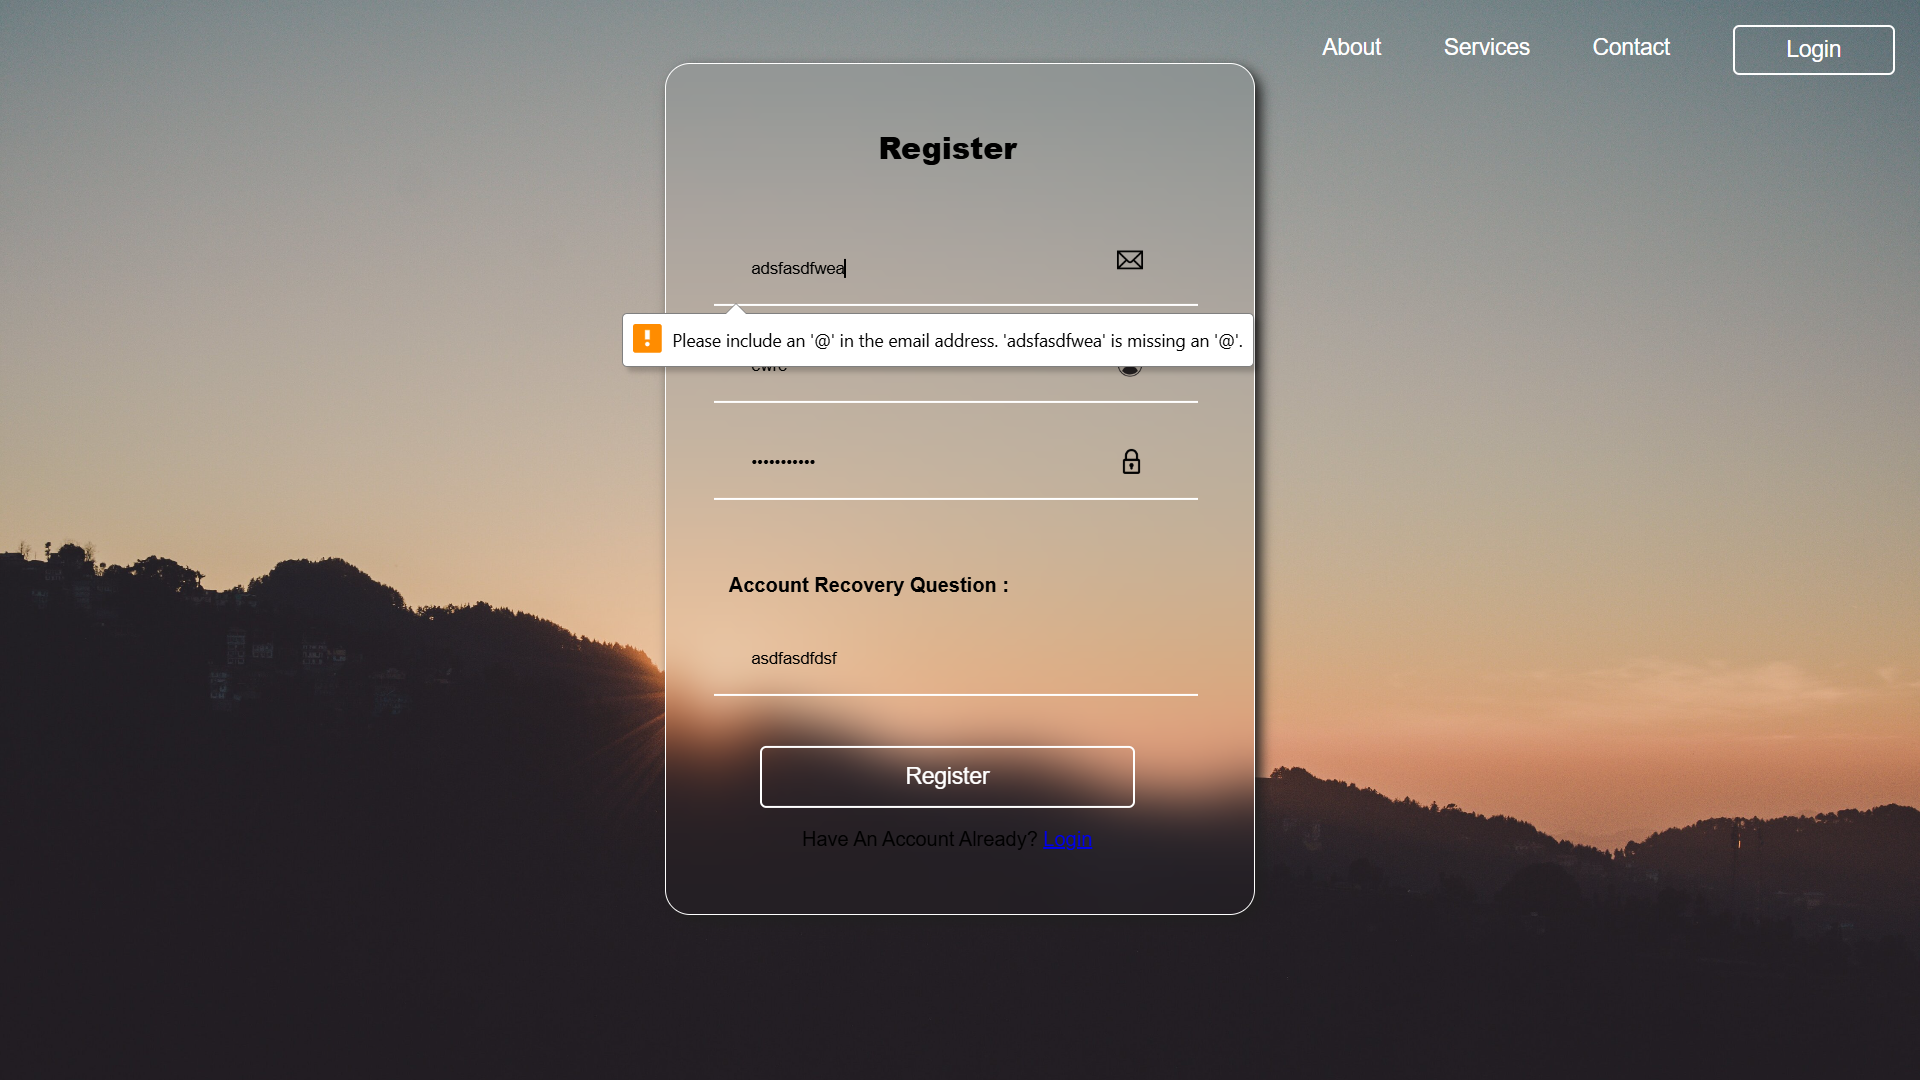 About Services Contact Login
Register
adsfasdfwea
Please include an '@' in the email address. 'adsfasdfwea' is missing an '@'.
•••••••••••
Account Recovery Question :
asdfasdfdsf
Register
Have An Account Already? Login